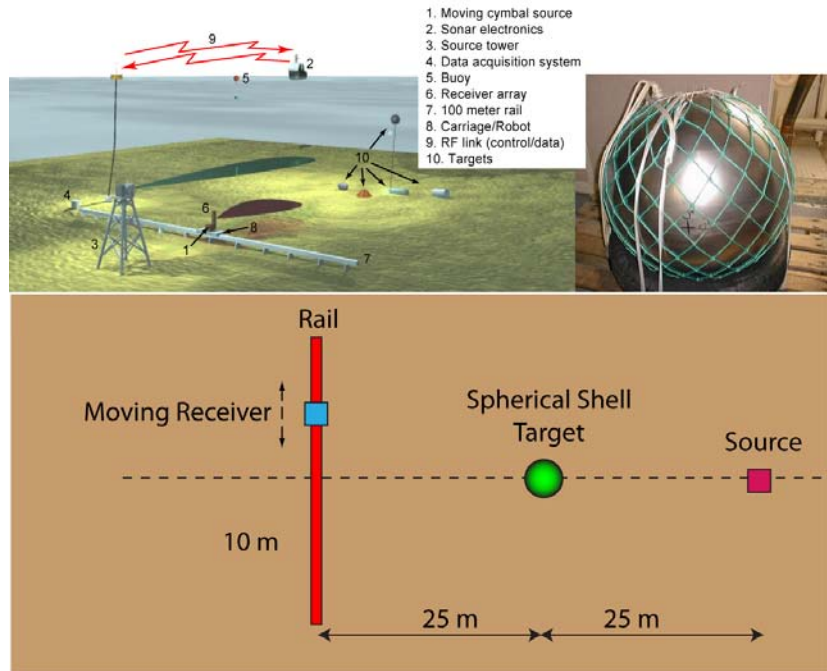 1. Moving cymbal source
2. Sonar electronics
3. Source tower
4. Data acquisition system
5. Buoy
6. Receiver array
7. 100 meter rail
8. Carriage/Robot
9. RF link (control/data)
10. Targets
9
2
5
10
4
6
3
1
8
7
Rail
Moving Receiver
Spherical Shell
Target
Source
10 m
25 m
25 m